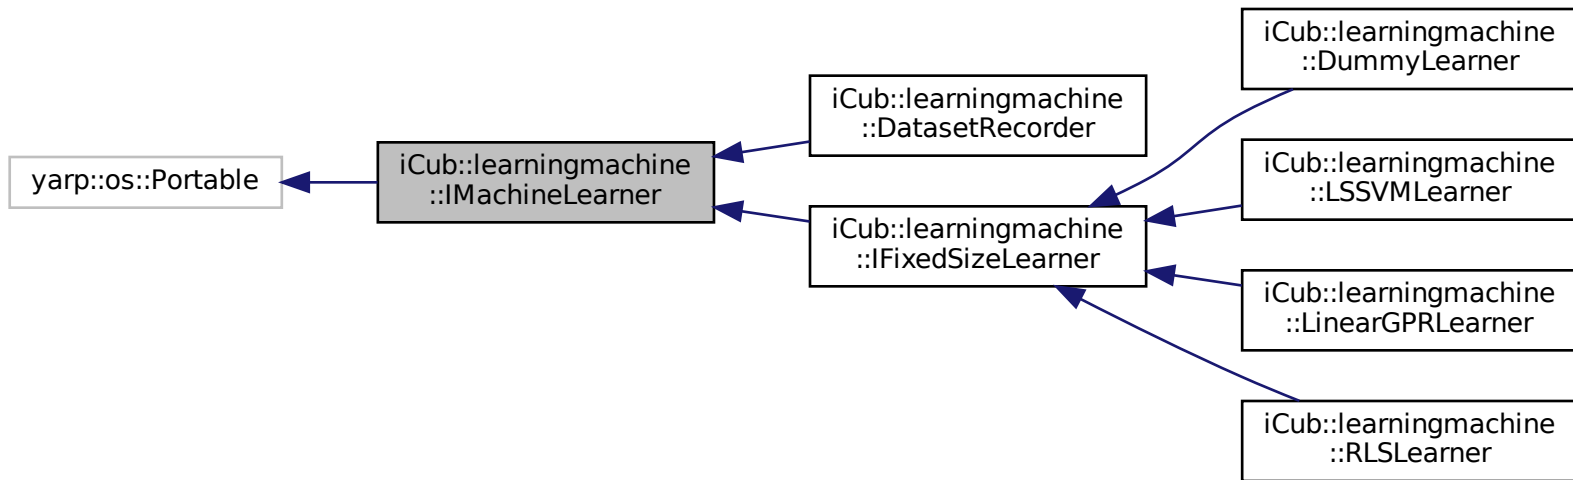 yarp::os::Portable
iCub::learningmachine
::IMachineLearner
iCub::learningmachine
::DatasetRecorder
iCub::learningmachine
::IFixedSizeLearner
iCub::learningmachine
::DummyLearner
iCub::learningmachine
::LSSVMLearner
iCub::learningmachine
::LinearGPRLearner
iCub::learningmachine
::RLSLearner